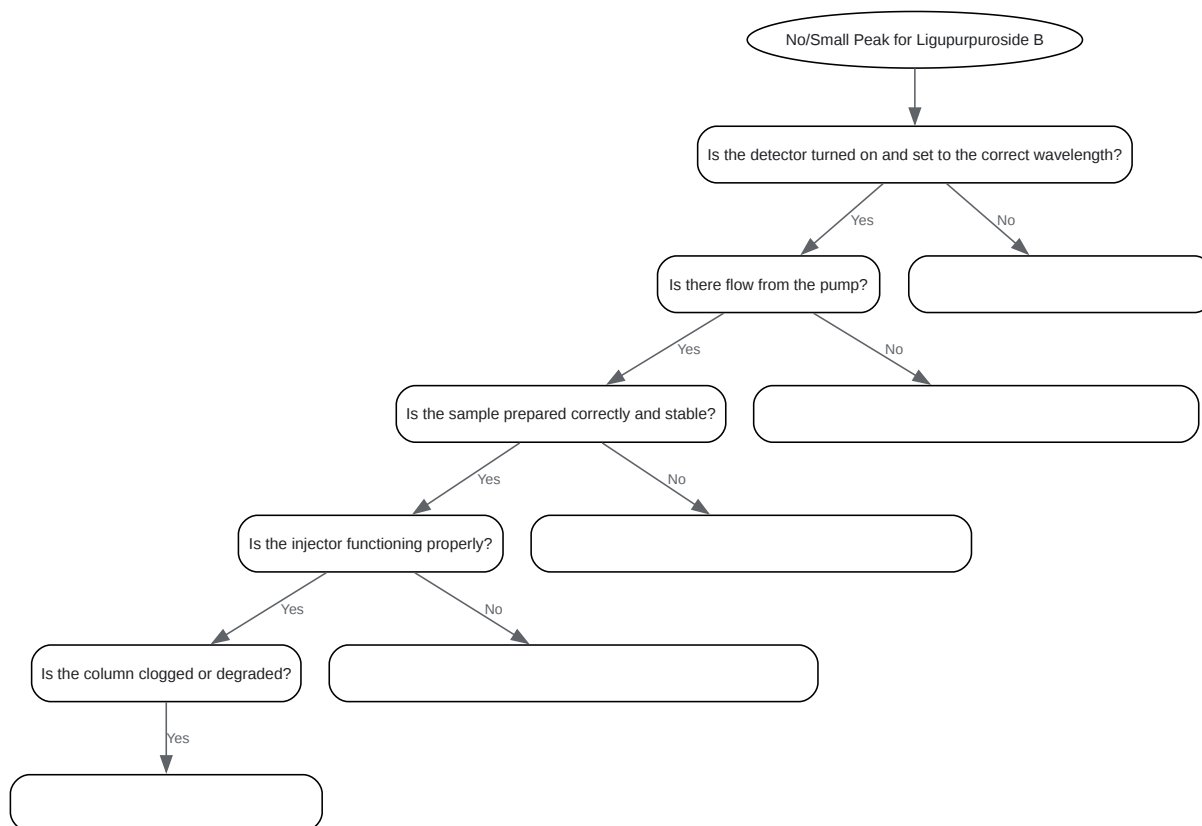 No/Small Peak for Ligupurpuroside B
Is the detector turned on and set to the correct wavelength?
Yes
No
Is there flow from the pump?
Yes
No
Is the sample prepared correctly and stable?
Yes
No
Is the injector functioning properly?
Yes
No
Is the column clogged or degraded?
Yes